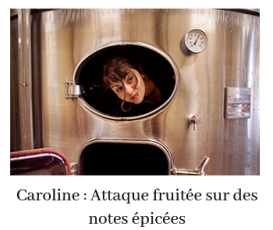 Caroline : Attaque fruitée sur des
notes épicées